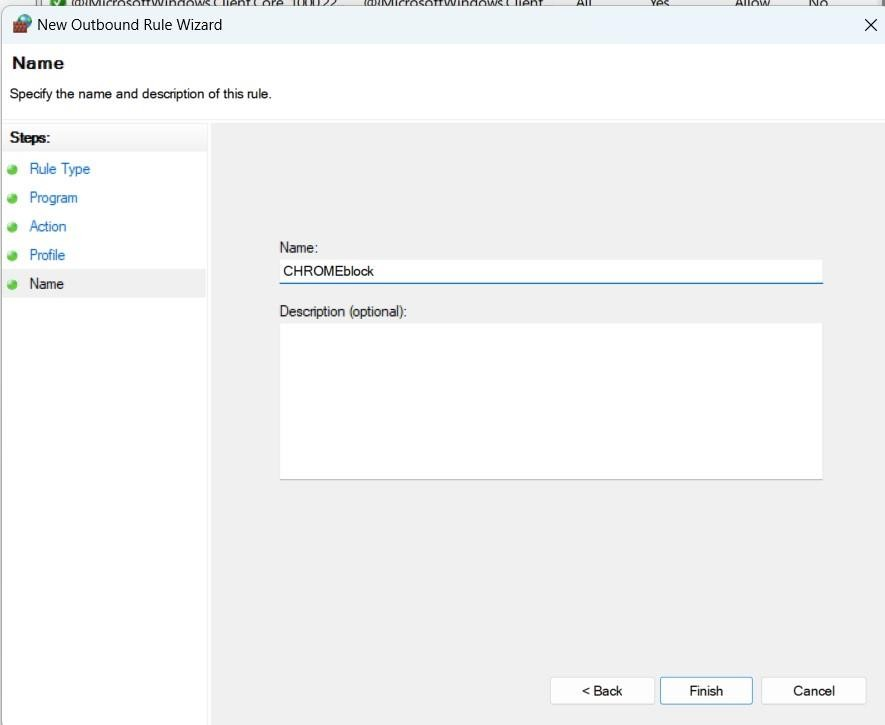 New Outbound Rule Wizard
Name
Specify the name and description of this rule.
Steps:
Rule Type
Program
Action
Profile
Name
Name:
CHROMEblock
Description (optional):
< Back Finish Cancel